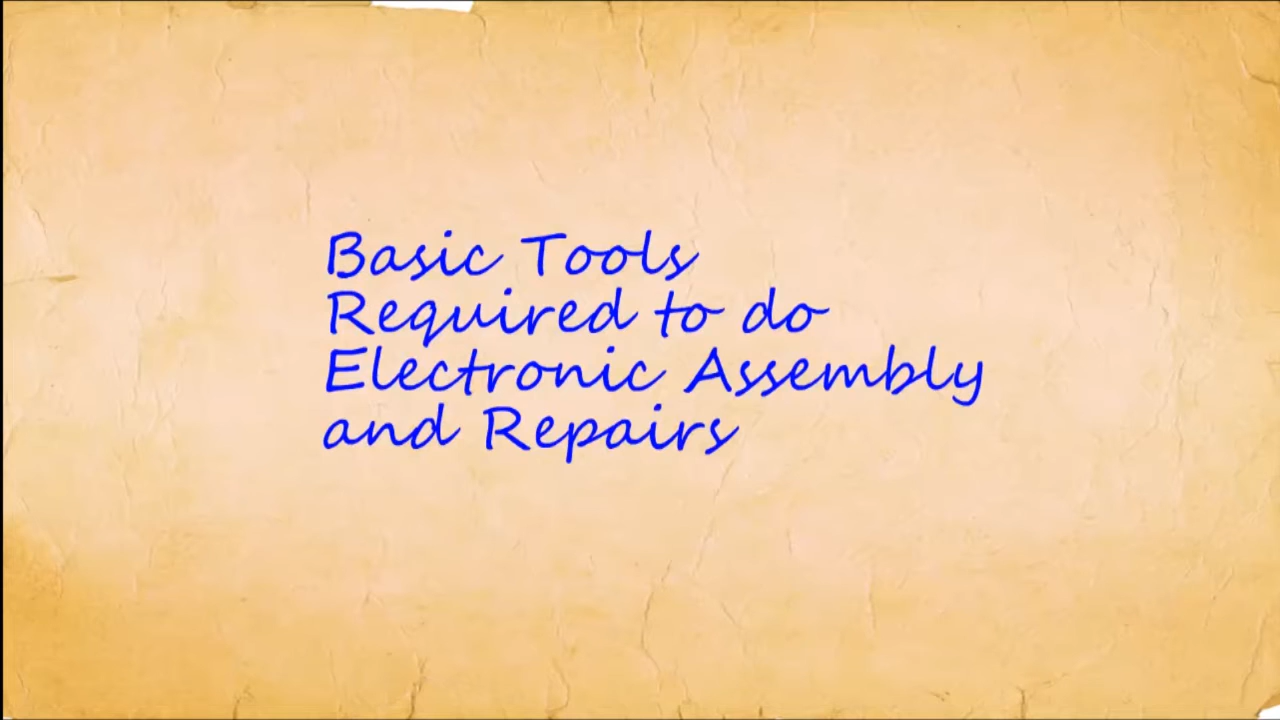 Basic Tools
Required to do
Electronic Assembly
and Repairs